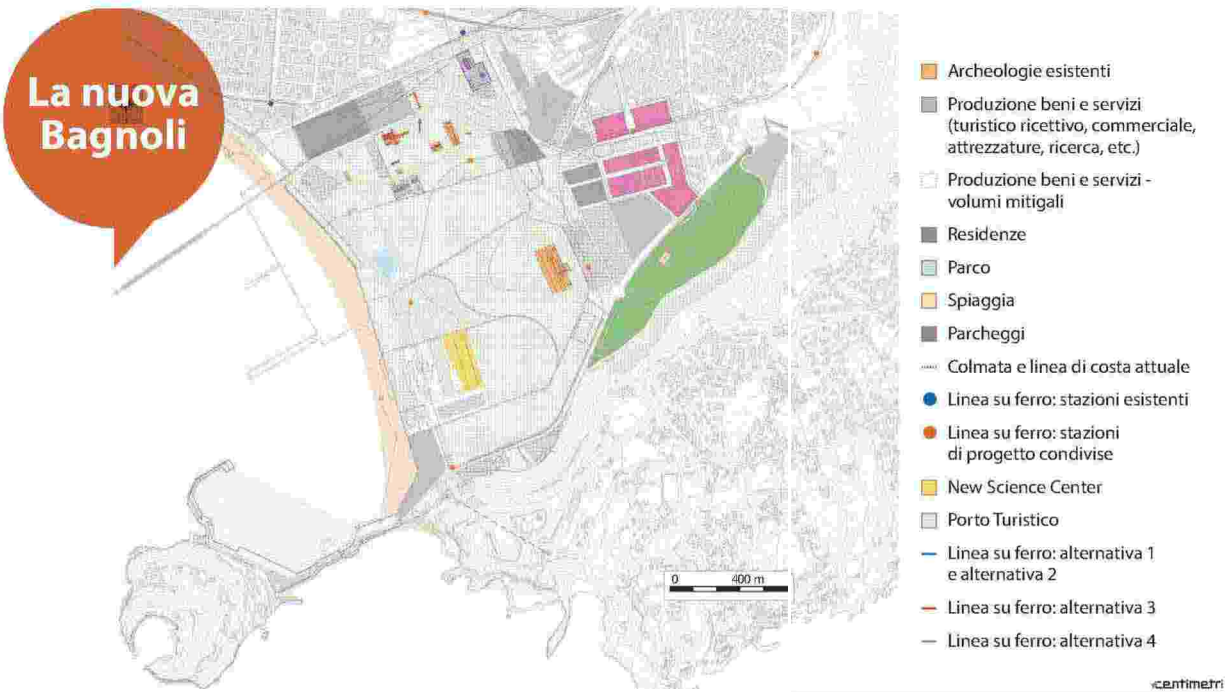 La nuova
Bagnoli
Archeologie esistenti
Produzione beni e servizi
(turistico ricettivo, commerciale,
attrezzature, ricerca, etc.)
Produzione beni e servizi -
volumi mitigali
Residenze
Parco
Spiaggia
Parcheggi
Colmata e linea di costa attuale
Linea su ferro: stazioni esistenti
Linea su ferro: stazioni
di progetto condivise
New Science Center
Porto Turistico
Linea su ferro: alternativa 1
e alternativa 2
Linea su ferro: alternativa 3
Linea su ferro: alternativa 4
0 400 m
centimetri